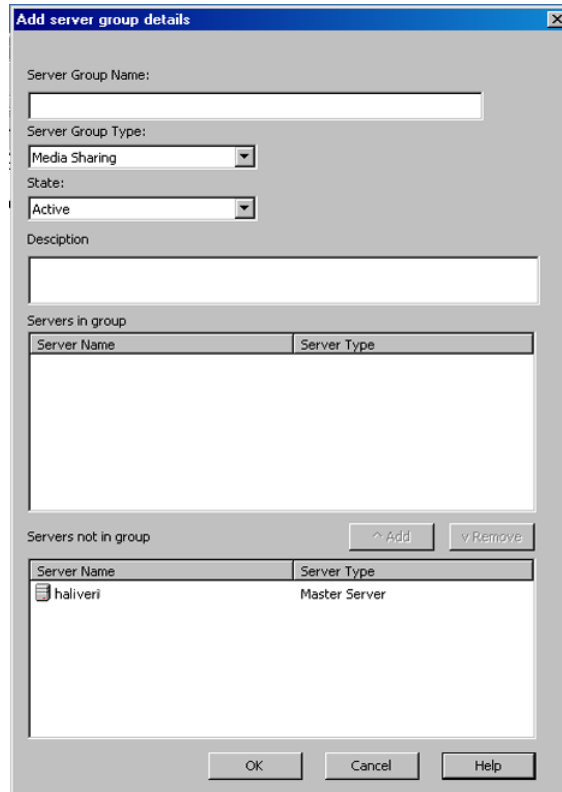 Add server group details
Server Group Name:
Server Group Type:
Media Sharing
State:
Active
Desciption
Servers in group
Server Name Server Type
Servers not in group ^ Add v Remove
Server Name Server Type
haliveri Master Server
OK Cancel Help